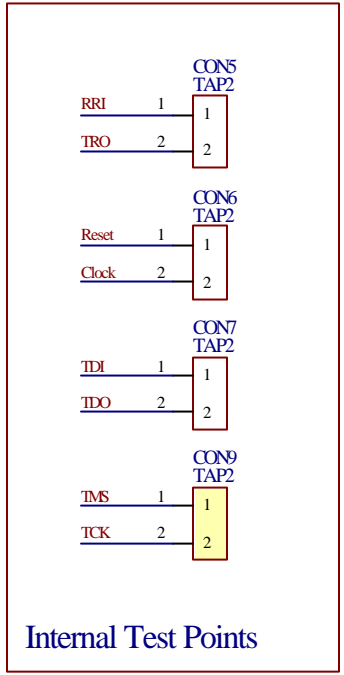 CON5
TAP2
RRI 1 1
TRO 2 2
CON6
TAP2
Reset 1 1
Clock 2 2
CON7
TAP2
TDI 1 1
TDO 2 2
CON9
TAP2
TMS 1 1
TCK 2 2
Internal Test Points